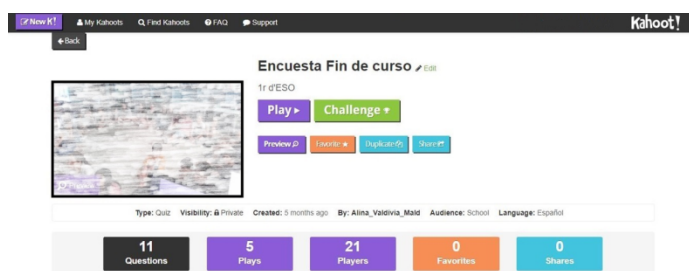 New K!
My Kahoots
Find Kahoots
FAQ
Support
Kahoot!
Back
Encuesta Fin de curso Edit
1r d'ESO
Play
Challenge
Preview
Favorite
Duplicate
Share
Type: Quiz Visibility: Private Created: 5 months ago By: Alina_Valdivia_Mald Audience: School Language: Español
11
Questions
5
Plays
21
Players
0
Favorites
0
Shares